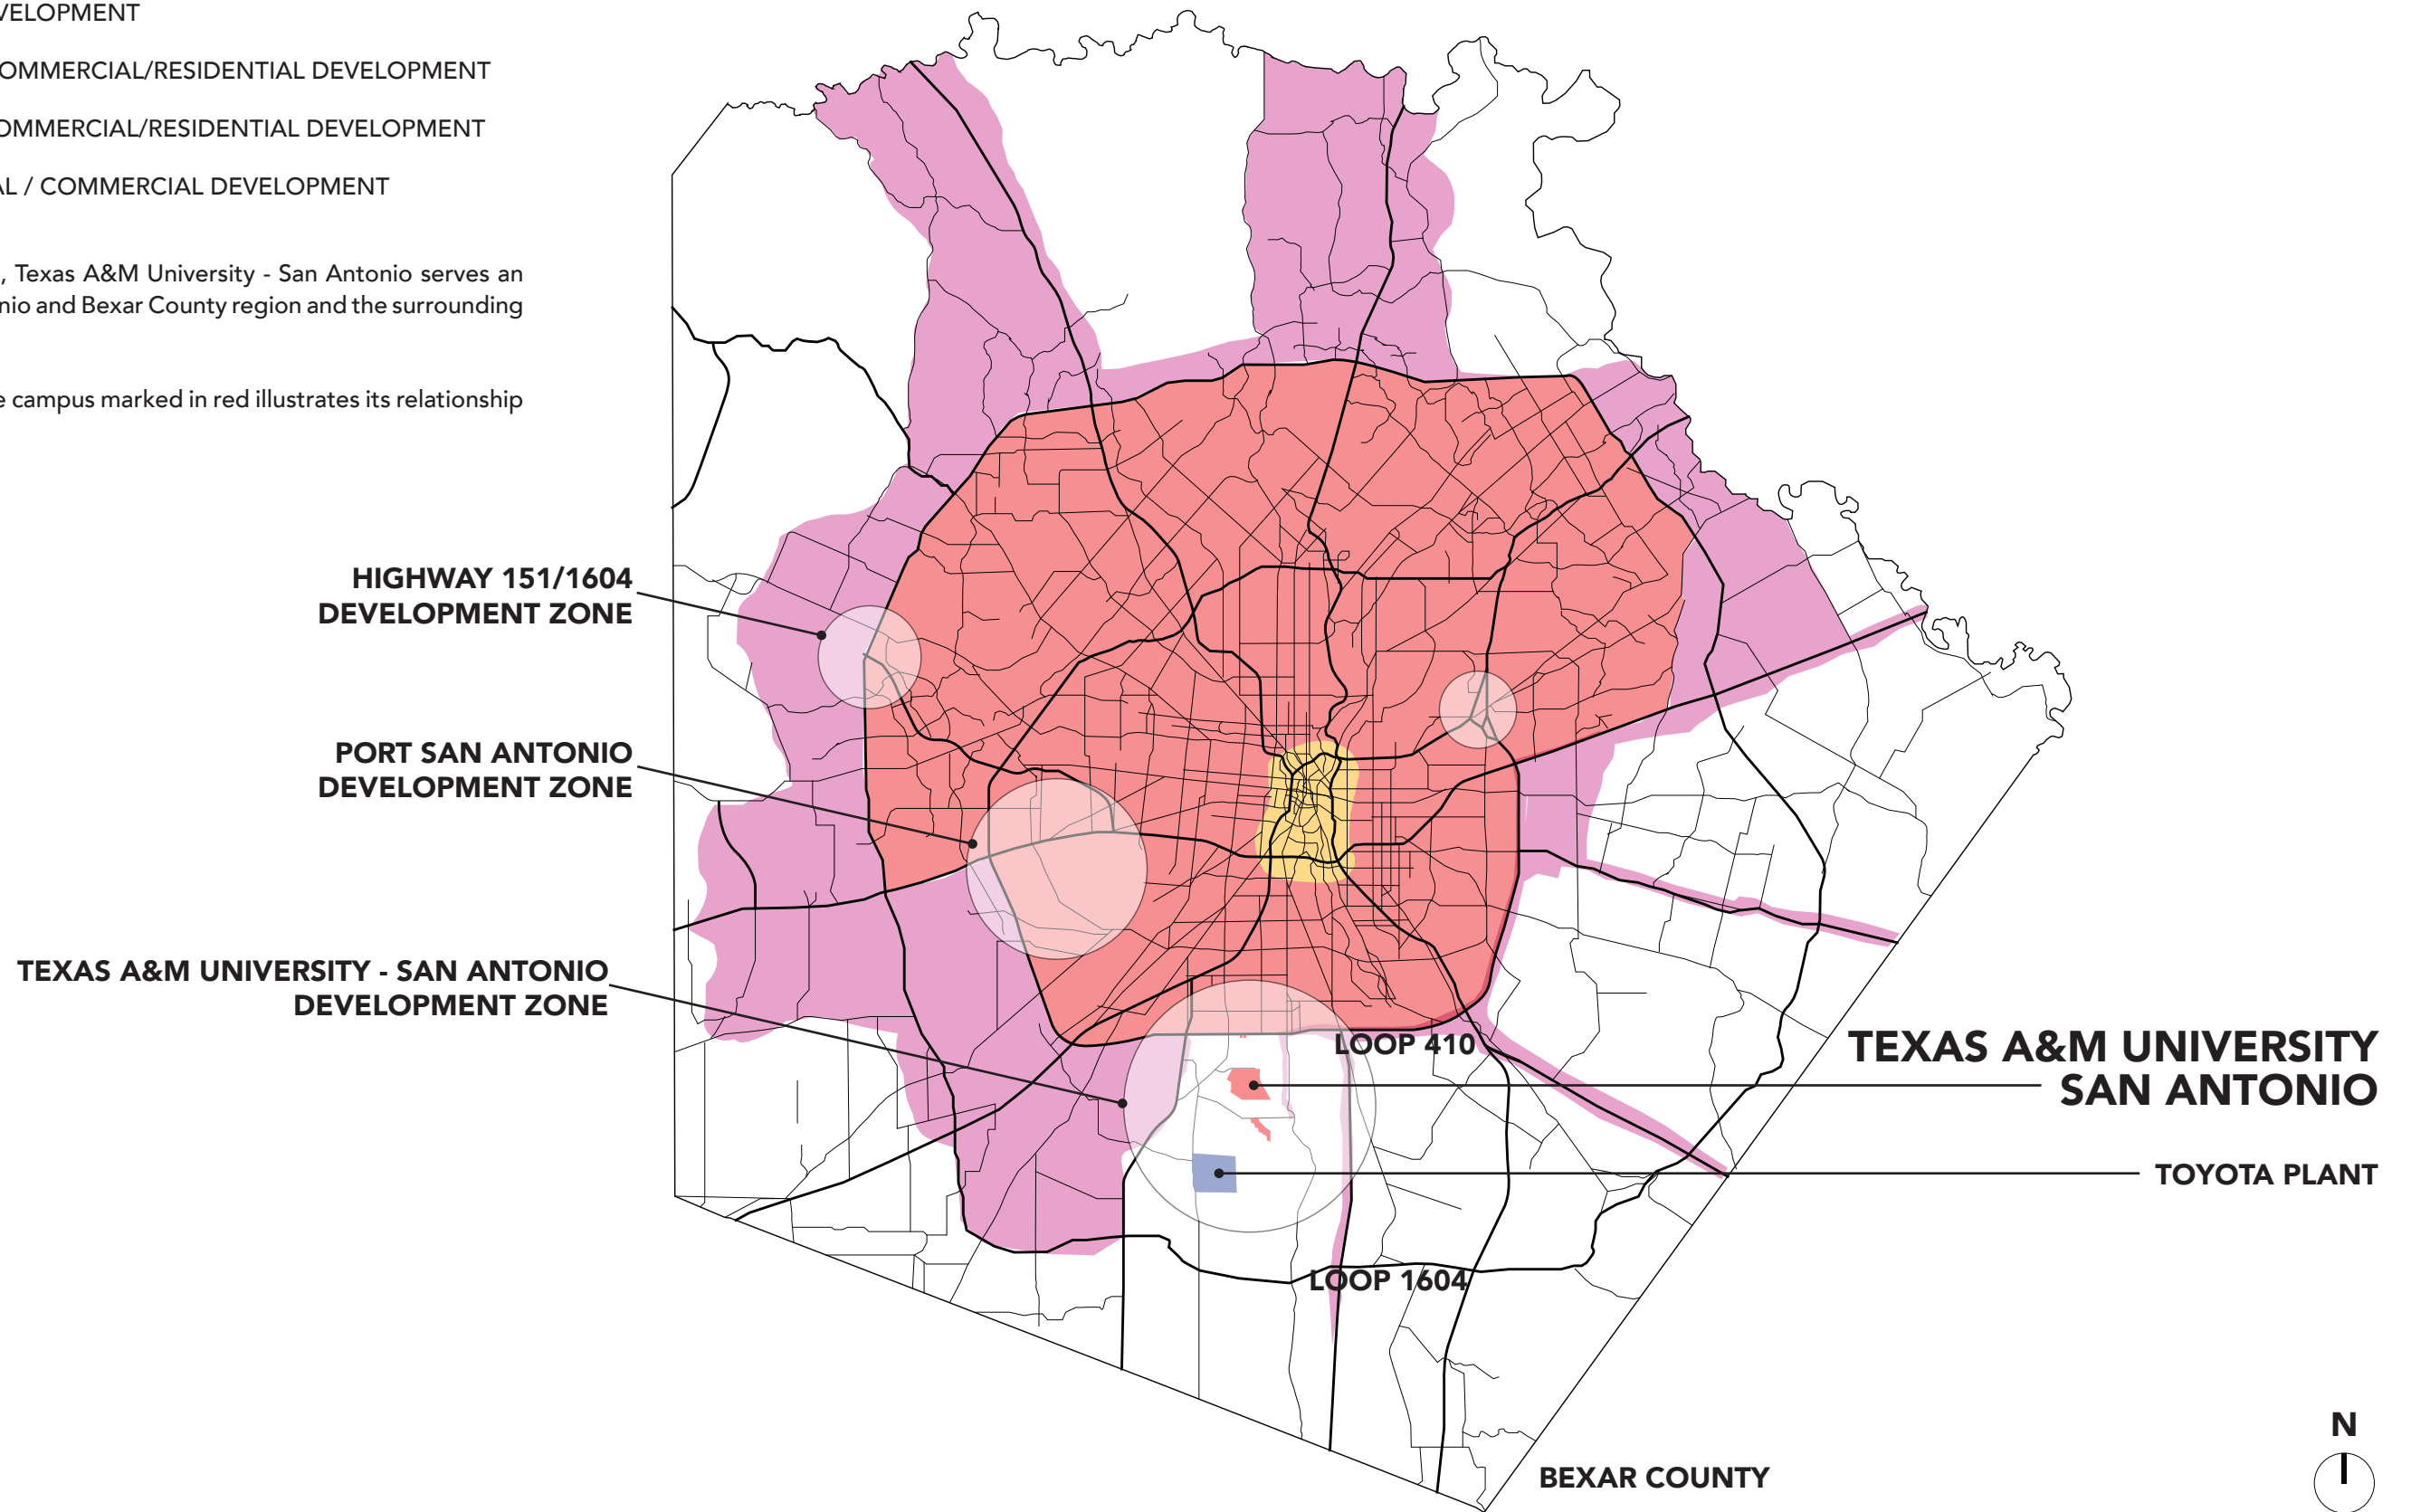 VELOPMENT
OMMERCIAL/RESIDENTIAL DEVELOPMENT
OMMERCIAL/RESIDENTIAL DEVELOPMENT
AL / COMMERCIAL DEVELOPMENT
, Texas A&M University - San Antonio serves an
nio and Bexar County region and the surrounding
e campus marked in red illustrates its relationship
HIGHWAY 151/1604
DEVELOPMENT ZONE
PORT SAN ANTONIO
DEVELOPMENT ZONE
TEXAS A&M UNIVERSITY - SAN ANTONIO
DEVELOPMENT ZONE
LOOP 410
TEXAS A&M UNIVERSITY
SAN ANTONIO
TOYOTA PLANT
LOOP 1604
BEXAR COUNTY
N